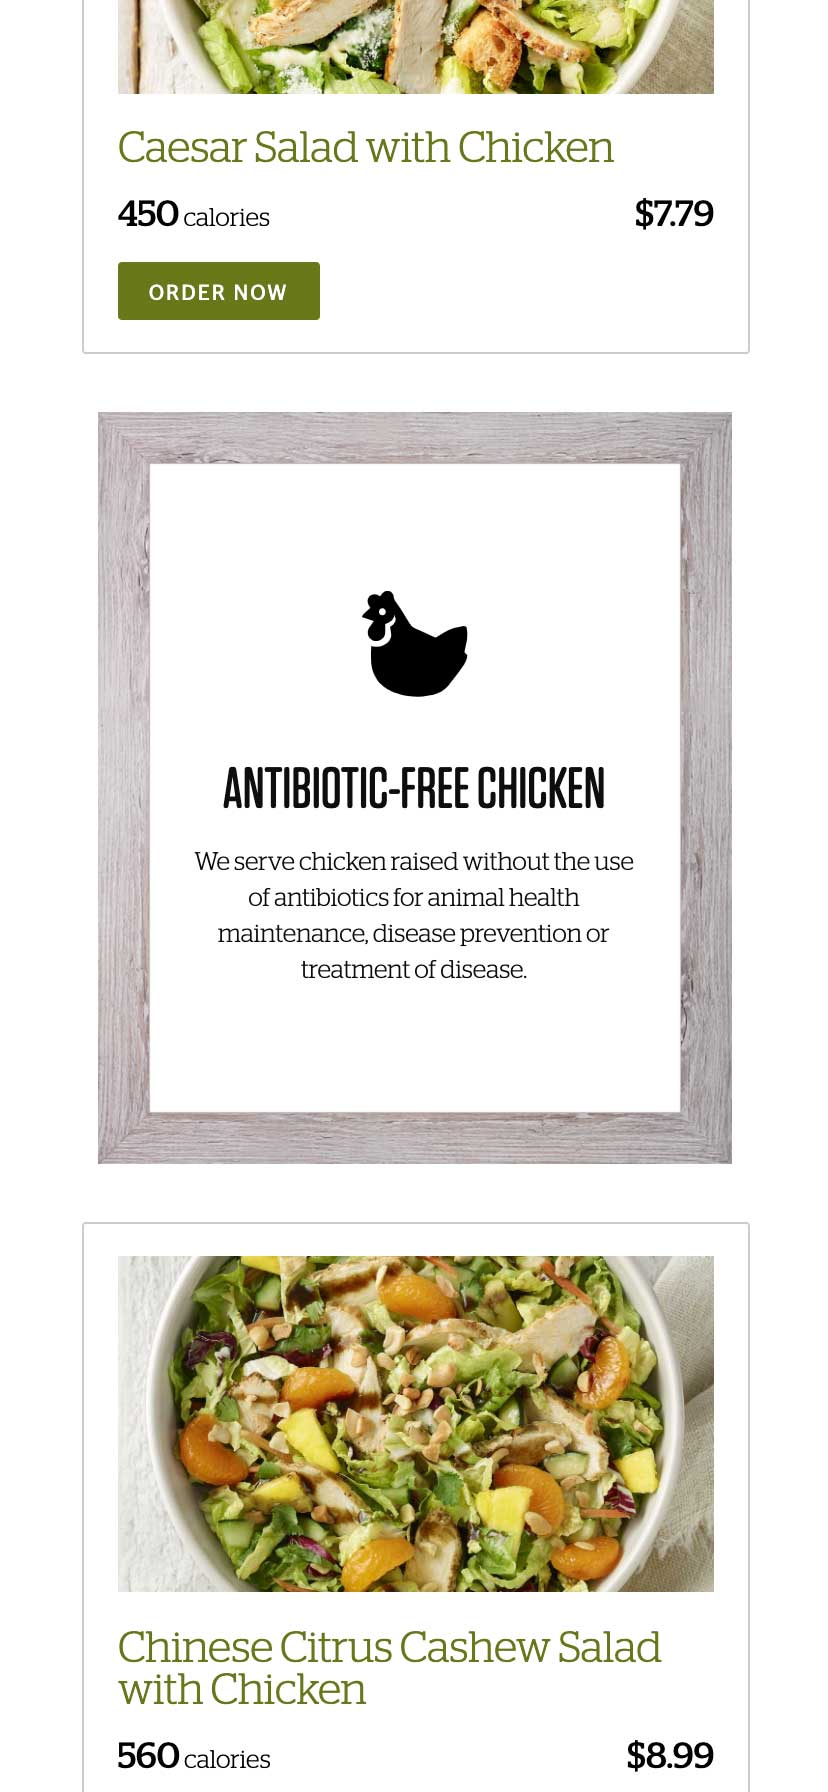 Caesar Salad with Chicken
450 calories $7.79
ORDER NOW
ANTIBIOTIC-FREE CHICKEN
We serve chicken raised without the use
of antibiotics for animal health
maintenance, disease prevention or
treatment of disease.
Chinese Citrus Cashew Salad
with Chicken
560 calories $8.99